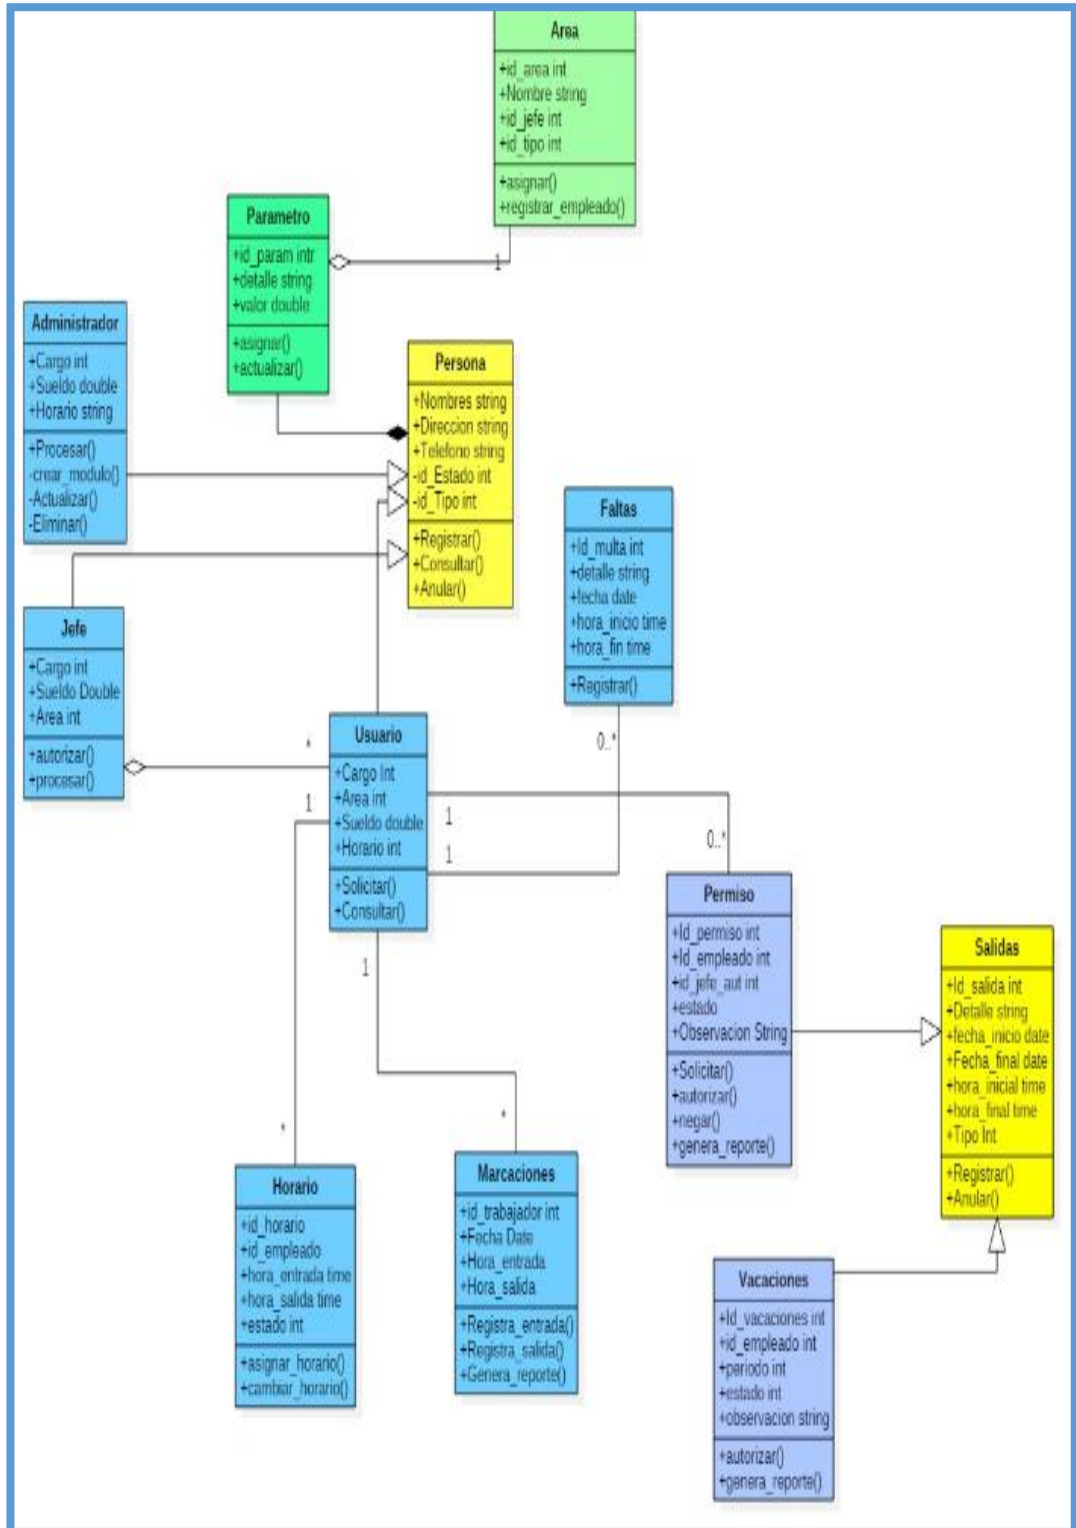 Area
+id_area int
+Nombre string
+id_jefe int
+id_tipo int
+asignar()
+registrar_empleado()
1
Parametro
+id_param intr
+detalle string
+valor double
+asignar()
+actualizar()
Administrador
+Cargo int
+Sueldo double
+Horario string
+Procesar()
-crear_modulo()
-Actualizar()
-Eliminar()
Persona
+Nombres string
+Direccion string
+Telefono string
-id_Estado int
-id_Tipo int
+Registrar()
+Consultar()
+Anular()
Faltas
+Id_multa int
+detalle string
+fecha date
+hora_inicio time
+hora_fin time
+Registrar()
0..*
Jefe
+Cargo int
+Sueldo Double
+Area int
+autorizar()
+procesar()
*
1
Usuario
+Cargo Int
+Area int
+Sueldo double
+Horario int
+Solicitar()
+Consultar()
1
1
1
0..*
Permiso
+Id_permiso int
+Id_empleado int
+id_jefe_aut int
+estado
+Observacion String
+Solicitar()
+autorizar()
+negar()
+genera_reporte()
Salidas
+Id_salida int
+Detalle string
+fecha_inicio date
+Fecha_final date
+hora_inicial time
+hora_final time
+Tipo Int
+Registrar()
+Anular()
*
Horario
+id_horario
+id_empleado
+hora_entrada time
+hora_salida time
+estado int
+asignar_horario()
+cambiar_horario()
*
Marcaciones
+id_trabajador int
+Fecha Date
+Hora_entrada
+Hora_salida
+Registra_entrada()
+Registra_salida()
+Genera_reporte()
Vacaciones
+Id_vacaciones int
+id_empleado int
+periodo int
+estado int
+observacion string
+autorizar()
+genera_reporte()